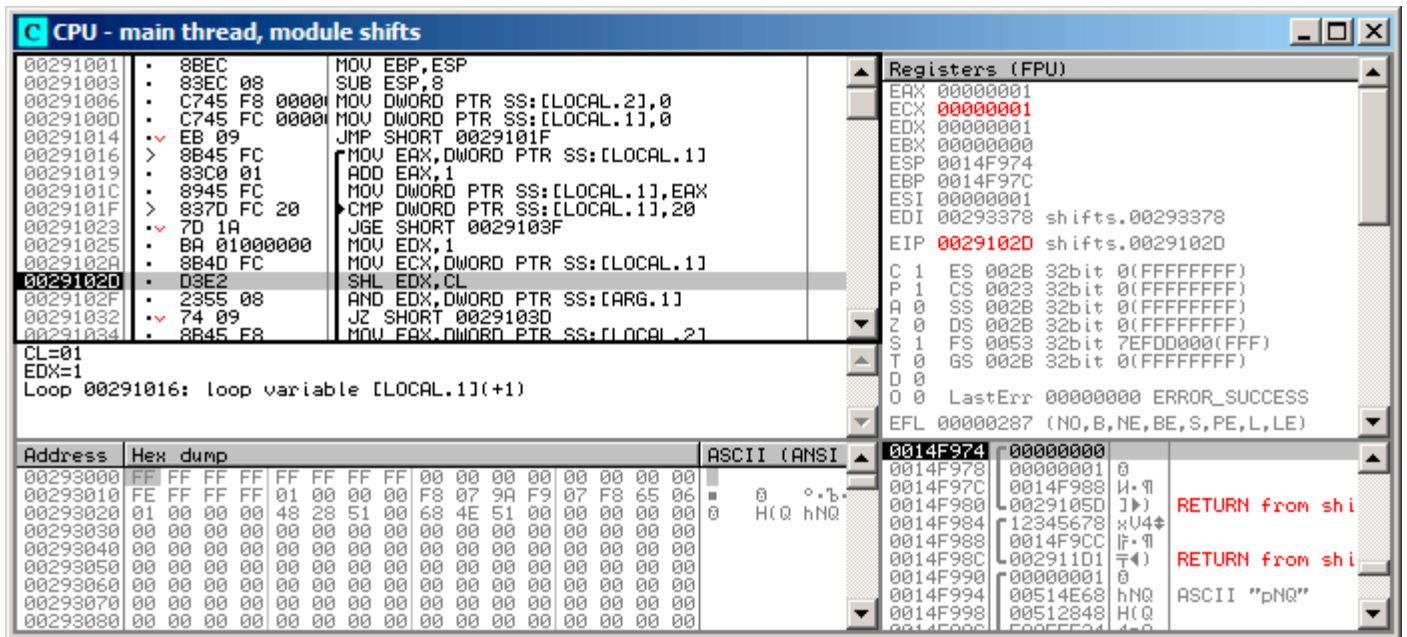 C CPU - main thread, module shifts
00291001 · 8BEC MOV EBP,ESP
00291003 · 83EC 08 SUB ESP,8
00291006 · C745 F8 0000 MOV DWORD PTR SS:[LOCAL.2],0
0029100D · C745 FC 0000 MOV DWORD PTR SS:[LOCAL.1],0
00291014 · EB 09 JMP SHORT 0029101F
00291016 > 8B45 FC MOV EAX,DWORD PTR SS:[LOCAL.1]
00291019 · 83C0 01 ADD EAX,1
0029101C · 8945 FC MOV DWORD PTR SS:[LOCAL.1],EAX
0029101F > 837D FC 20 CMP DWORD PTR SS:[LOCAL.1],20
00291023 · 7D 1A JGE SHORT 0029103F
00291025 · BA 01000000 MOV EDX,1
0029102A · 8B4D FC MOV ECX,DWORD PTR SS:[LOCAL.1]
0029102D · D3E2 SHL EDX,CL
0029102F · 2355 08 AND EDX,DWORD PTR SS:[ARG.1]
00291032 · 74 09 JZ SHORT 0029103D
00291034 · 8B45 F8 MOV EAX,DWORD PTR SS:[LOCAL.2]
CL=01
EDX=1
Loop 00291016: loop variable [LOCAL.1](+1)
Registers (FPU)
EAX 00000001
ECX 00000001
EDX 00000001
EBX 00000000
ESP 0014F974
EBP 0014F97C
ESI 00000001
EDI 00293378 shifts.00293378
EIP 0029102D shifts.0029102D
C 1 ES 002B 32bit 0(FFFFFFFF)
P 1 CS 0023 32bit 0(FFFFFFFF)
A 0 SS 002B 32bit 0(FFFFFFFF)
Z 0 DS 002B 32bit 0(FFFFFFFF)
S 1 FS 0053 32bit 7EFDD000(FFF)
T 0 GS 002B 32bit 0(FFFFFFFF)
D 0
O 0 LastErr 00000000 ERROR_SUCCESS
EFL 00000287 (NO,B,NE,BE,S,PE,L,LE)
Address Hex dump ASCII (ANSI
00293000 FF FF FF FF FF FF FF FF 00 00 00 00 00 00 00 00
00293010 FE FF FF FF 01 00 00 00 F8 07 9A F9 07 F8 65 06
00293020 01 00 00 00 48 28 51 00 68 4E 51 00 00 00 00 00 H(Q hNQ
00293030 00 00 00 00 00 00 00 00 00 00 00 00 00 00 00 00
00293040 00 00 00 00 00 00 00 00 00 00 00 00 00 00 00 00
00293050 00 00 00 00 00 00 00 00 00 00 00 00 00 00 00 00
00293060 00 00 00 00 00 00 00 00 00 00 00 00 00 00 00 00
00293070 00 00 00 00 00 00 00 00 00 00 00 00 00 00 00 00
00293080 00 00 00 00 00 00 00 00 00 00 00 00 00 00 00 00
0014F974 00000000
0014F978 00000001
0014F97C 0014F988
0014F980 0029105D RETURN from shi
0014F984 12345678 xV4
0014F988 0014F9CC
0014F98C 002911D1 RETURN from shi
0014F990 00000001
0014F994 00514E68 hNQ ASCII "pNQ"
0014F998 00512848 H(Q